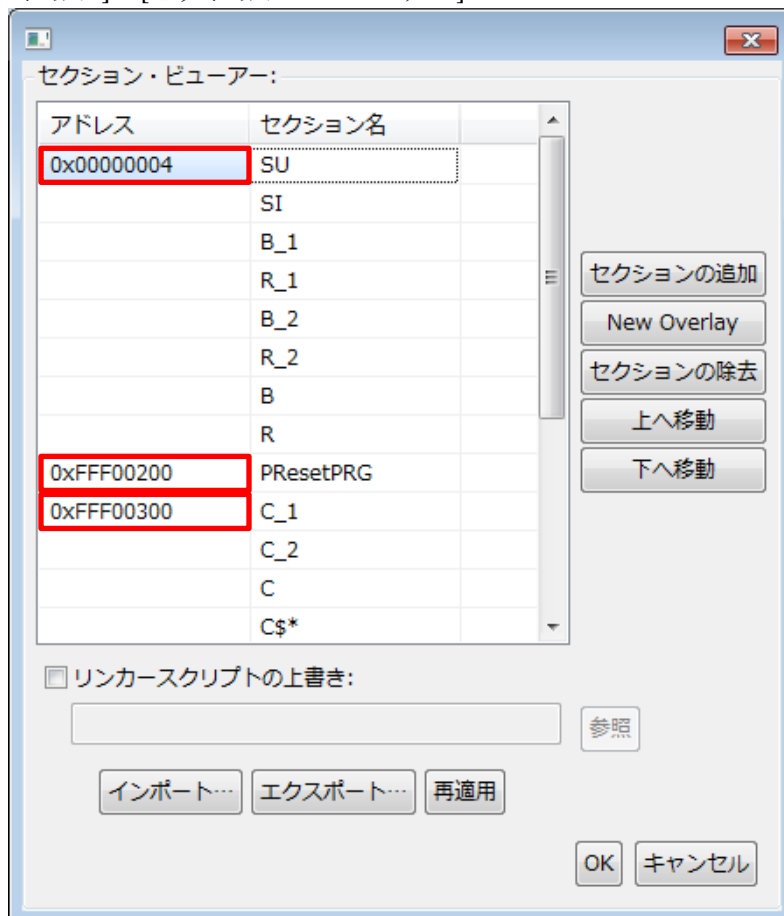 セクション・ビューアー:
アドレス セクション名
0x00000004 SU
SI
B_1
R_1
B_2
R_2
B
R
0xFFF00200 PResetPRG
0xFFF00300 C_1
C_2
C
C$*
セクションの追加
New Overlay
セクションの除去
上へ移動
下へ移動
リンカースクリプトの上書き:
参照
インポート… エクスポート… 再適用
OK キャンセル